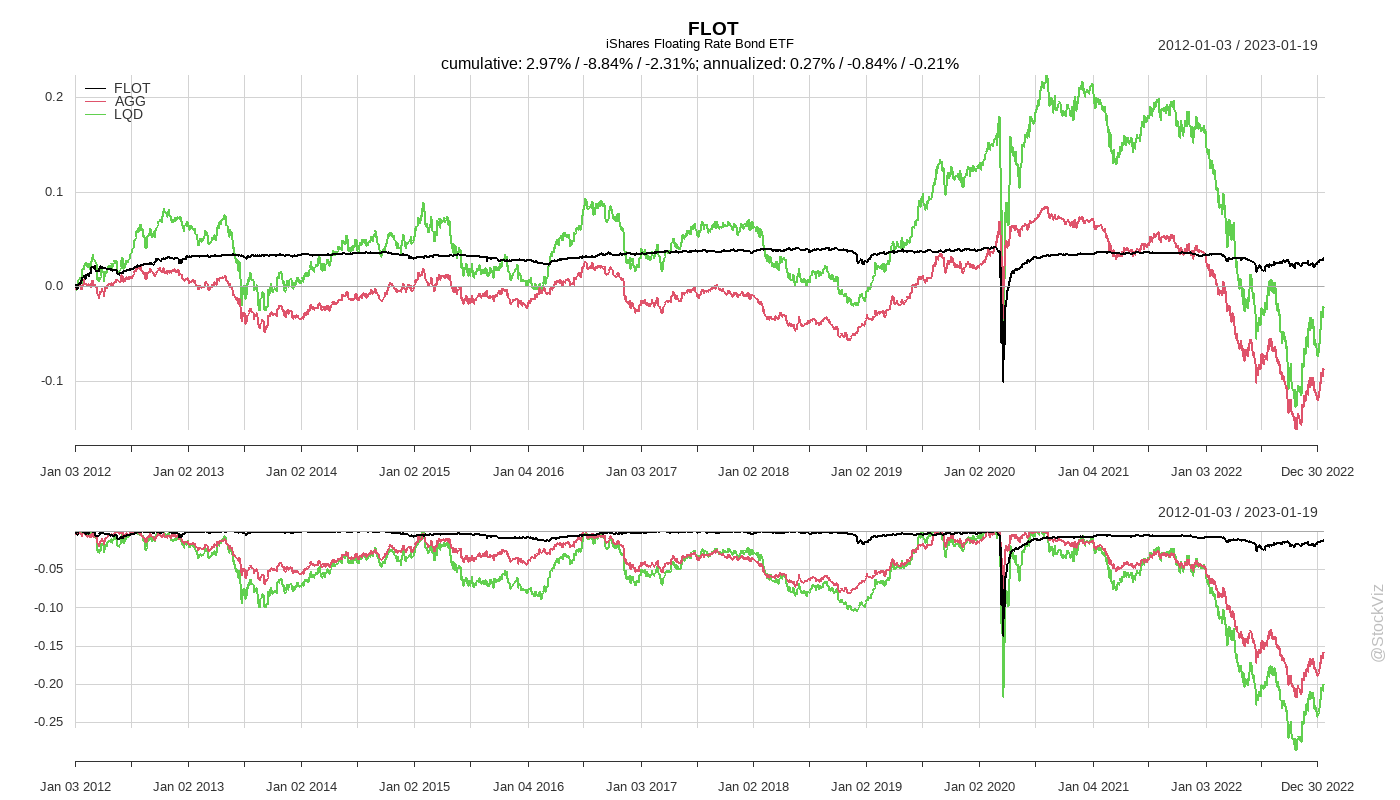 FLOT
iShares Floating Rate Bond ETF
2012-01-03 / 2023-01-19
cumulative: 2.97% / -8.84% / -2.31%; annualized: 0.27% / -0.84% / -0.21%
FLOT
AGG
LQD
0.2
0.1
0.0
-0.1
Jan 03 2012 Jan 02 2013 Jan 02 2014 Jan 02 2015 Jan 04 2016 Jan 03 2017 Jan 02 2018 Jan 02 2019 Jan 02 2020 Jan 04 2021 Jan 03 2022 Dec 30 2022
2012-01-03 / 2023-01-19
-0.05
-0.10
-0.15
-0.20
-0.25
Jan 03 2012 Jan 02 2013 Jan 02 2014 Jan 02 2015 Jan 04 2016 Jan 03 2017 Jan 02 2018 Jan 02 2019 Jan 02 2020 Jan 04 2021 Jan 03 2022 Dec 30 2022
@StockViz